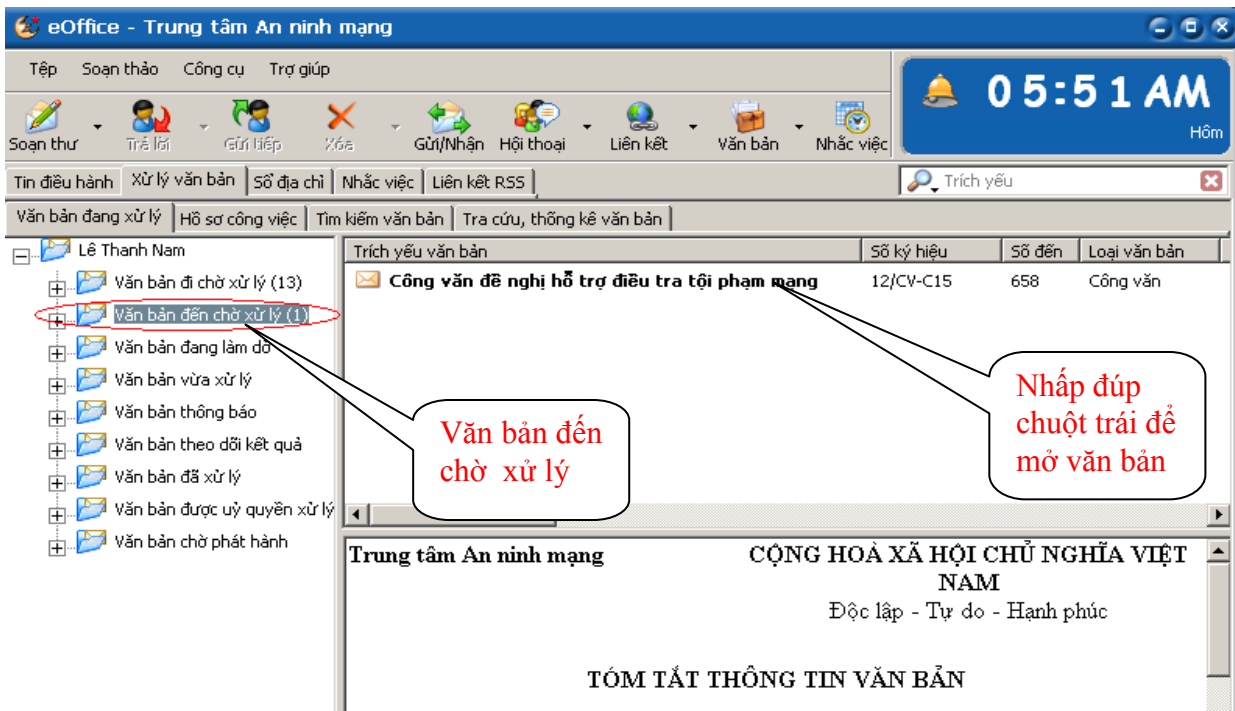 eOffice - Trung tâm An ninh mạng
Tệp Soạn thảo Công cụ Trợ giúp
05:51 AM
Hôm
Soạn thư Trả lời Gửi tiếp Xóa Gửi/Nhận Hội thoại Liên kết Văn bản Nhắc việc
Tin điều hành Xử lý văn bản Sổ địa chỉ Nhắc việc Liên kết RSS Trích yếu
Văn bản đang xử lý Hồ sơ công việc Tìm kiếm văn bản Tra cứu, thống kê văn bản
Lê Thanh Nam
Văn bản đi chờ xử lý (13)
Văn bản đến chờ xử lý (1)
Văn bản đang làm dở
Văn bản vừa xử lý
Văn bản thông báo
Văn bản theo dõi kết quả
Văn bản đã xử lý
Văn bản được uỷ quyền xử lý
Văn bản chờ phát hành
Trích yếu văn bản Số ký hiệu Số đến Loại văn bản
Công văn đề nghị hỗ trợ điều tra tội phạm mạng 12/CV-C15 658 Công văn
Văn bản đến
chờ xử lý
Nhấp đúp
chuột trái để
mở văn bản
Trung tâm An ninh mạng
CỘNG HOÀ XÃ HỘI CHỦ NGHĨA VIỆT
NAM
Độc lập - Tự do - Hạnh phúc
TÓM TẮT THÔNG TIN VĂN BẢN